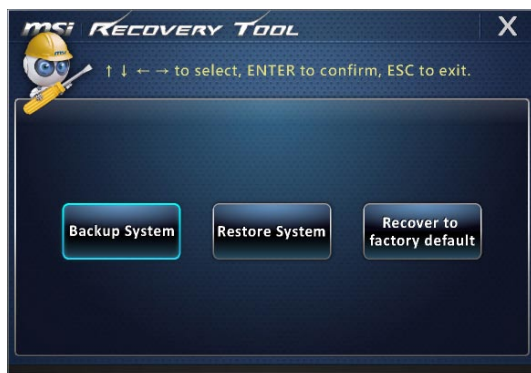 msi RECOVERY TOOL X
↑ ↓ ← → to select, ENTER to confirm, ESC to exit.
Backup System
Restore System
Recover to
factory default